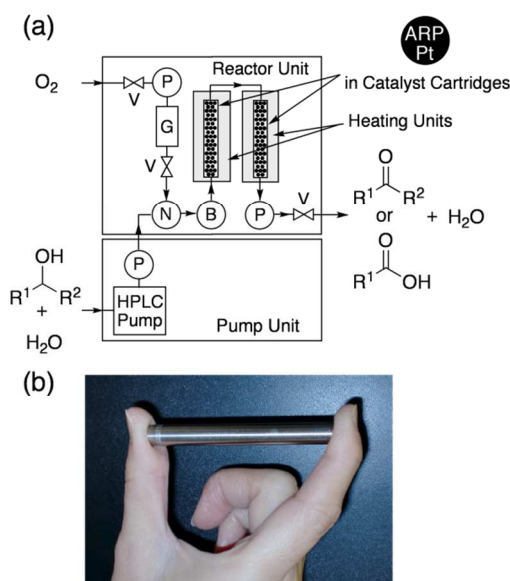 (a)
ARP
Pt
O2
P
Reactor Unit
in Catalyst Cartridges
V
G
Heating Units
V
O
V
R1
R2
N
B
P
or
+ H2O
OH
P
O
R1
R2
HPLC
Pump
R1
OH
+
Pump Unit
H2O
(b)